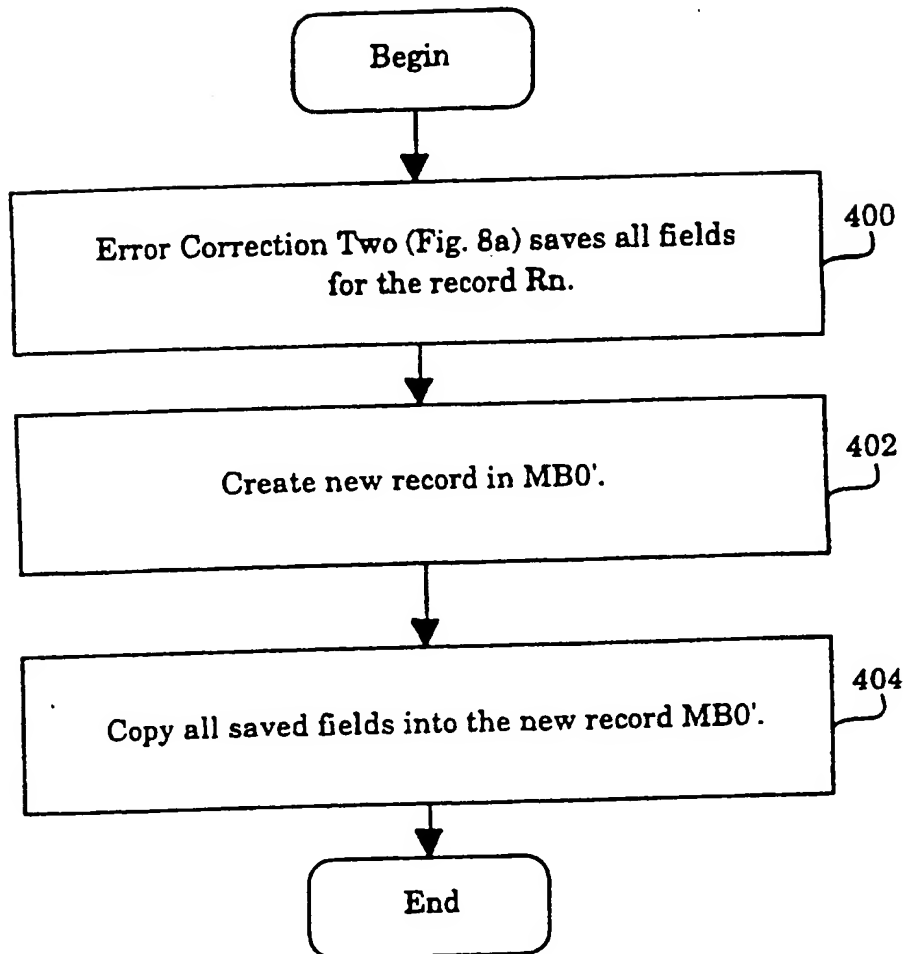 Begin
Error Correction Two (Fig. 8a) saves all fields
for the record Rn.
400
Create new record in MB0'.
402
Copy all saved fields into the new record MB0'.
404
End